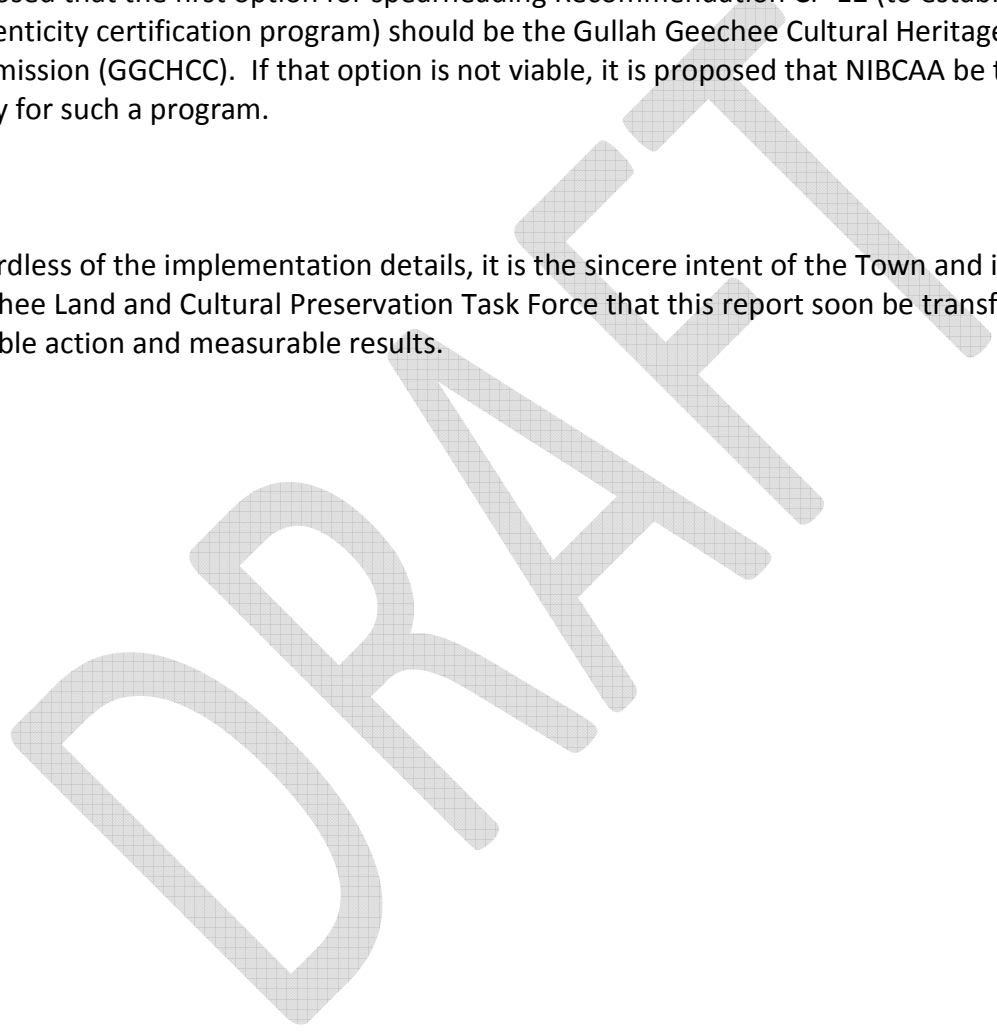 osed that the first option for spearheading Recommendation
enticity certification program) should be the Gullah Geechee Cultural Heritage
mission (GGCHCC).  If that option is not viable, it is proposed that NIBCAA be t
y for such a program.
rdless of the implementation details, it is the sincere intent of the Town and i
hee Land and Cultural Preservation Task Force that this report soon be transf
ble action and measurable results.
DRAFT